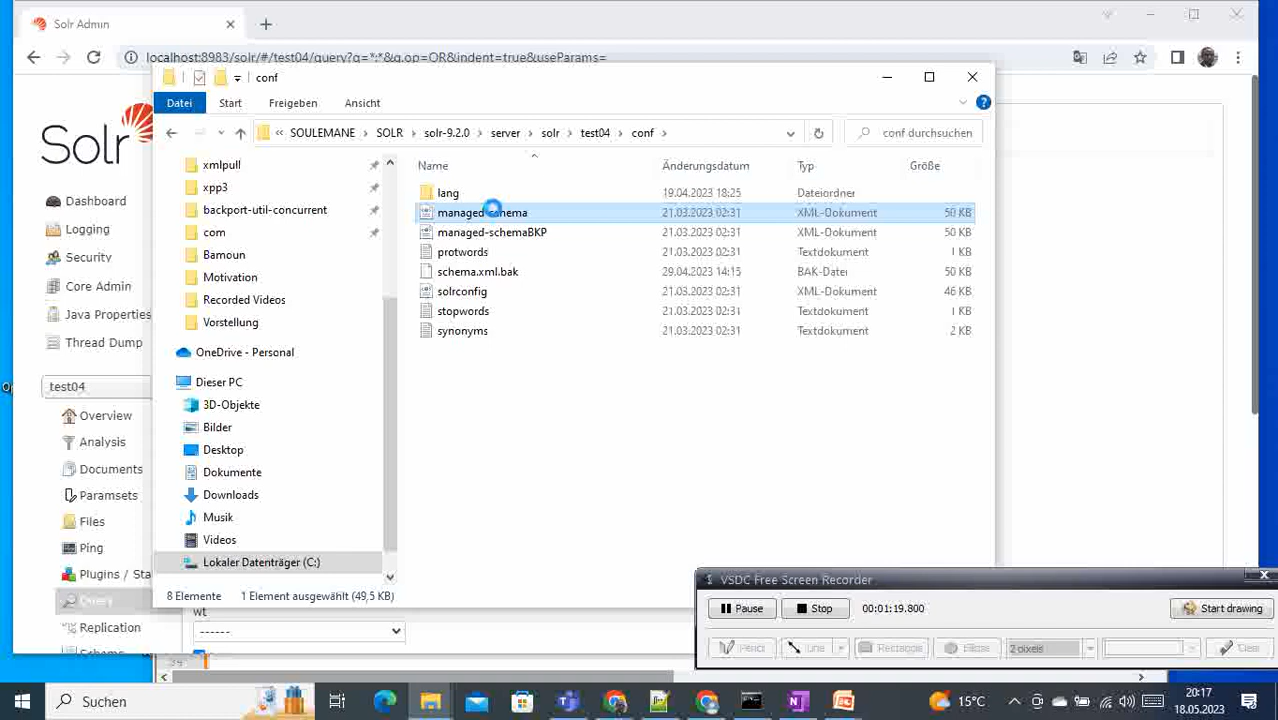 Solr Admin
localhost:8983/solr/#/test04/query?q=*:*&q.op=OR&indent=true&useParams=
conf
Datei Start Freigeben Ansicht
« SOULEMANE > SOLR > solr-9.2.0 > server > solr > test04 > conf >
conf durchsuchen
Solr
Dashboard
Logging
Security
Core Admin
Java Properties
Thread Dump
test04
Overview
Analysis
Documents
Paramsets
Files
Ping
Plugins / Sta
Query
Replication
xmlpull
xpp3
backport-util-concurrent
com
Bamoun
Motivation
Recorded Videos
Vorstellung
OneDrive - Personal
Dieser PC
3D-Objekte
Bilder
Desktop
Dokumente
Downloads
Musik
Videos
Lokaler Datenträger (C:)
Name Änderungsdatum Typ Größe
lang 19.04.2023 18:25 Dateiordner
managed-schema 21.03.2023 02:31 XML-Dokument 50 KB
managed-schemaBKP 21.03.2023 02:31 XML-Dokument 50 KB
protwords 21.03.2023 02:31 Textdokument 1 KB
schema.xml.bak 29.04.2023 14:15 BAK-Datei 50 KB
solrconfig 21.03.2023 02:31 XML-Dokument 46 KB
stopwords 21.03.2023 02:31 Textdokument 1 KB
synonyms 21.03.2023 02:31 Textdokument 2 KB
8 Elemente 1 Element ausgewählt (49,5 KB)
wt
------
VSDC Free Screen Recorder
Pause Stop 00:01:19.800 Start drawing
Pencil Line Rectangle Ellipse 2 pixels Clear
Suchen
15°C
20:17
18.05.2023